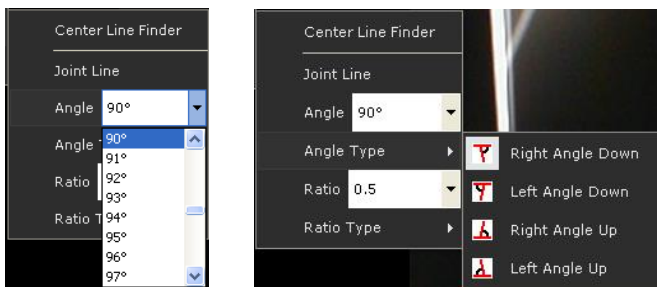 Center Line Finder
Joint Line
Angle 90°
Angle
90°
91°
Ratio
92°
93°
Ratio T
94°
95°
96°
97°
Center Line Finder
Joint Line
Angle 90°
Angle Type
Ratio 0.5
Ratio Type
Right Angle Down
Left Angle Down
Right Angle Up
Left Angle Up